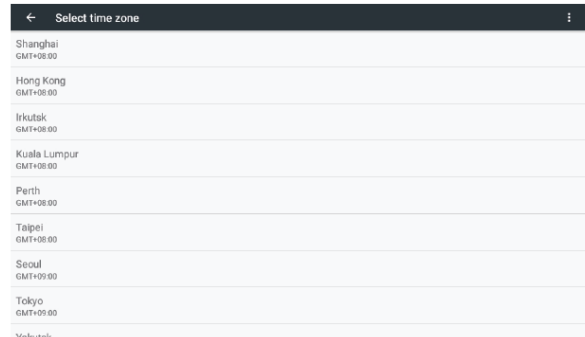 Select time zone
Shanghai
GMT+08:00
Hong Kong
GMT+08:00
Irkutsk
GMT+08:00
Kuala Lumpur
GMT+08:00
Perth
GMT+08:00
Taipei
GMT+08:00
Seoul
GMT+09:00
Tokyo
GMT+09:00